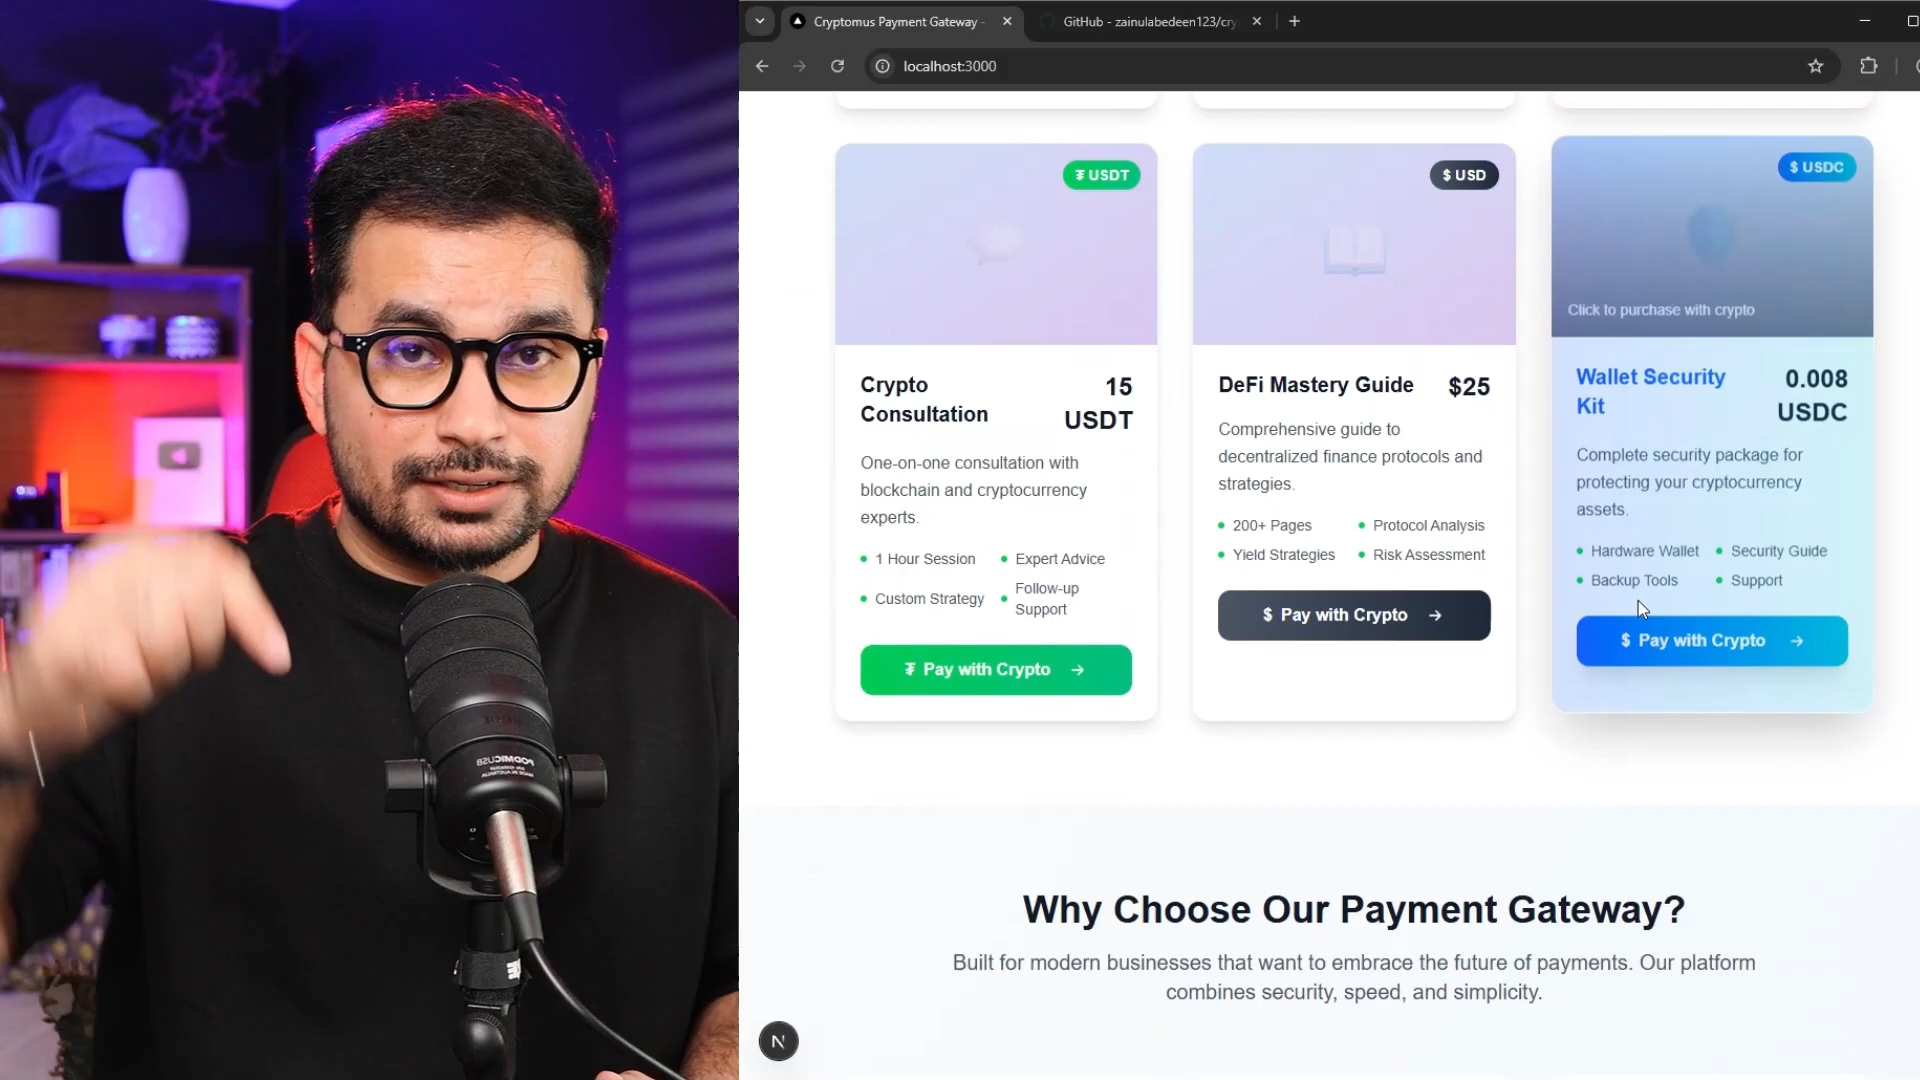 Cryptomus Payment Gateway -
GitHub - zainulabedeen123/cry
localhost:3000
₮ USDT
$ USD
$ USDC
Click to purchase with crypto
Crypto
Consultation
15
USDT
One-on-one consultation with
blockchain and cryptocurrency
experts.
1 Hour Session
Expert Advice
Custom Strategy
Follow-up
Support
₮ Pay with Crypto →
DeFi Mastery Guide
$25
Comprehensive guide to
decentralized finance protocols and
strategies.
200+ Pages
Protocol Analysis
Yield Strategies
Risk Assessment
$ Pay with Crypto →
Wallet Security
Kit
0.008
USDC
Complete security package for
protecting your cryptocurrency
assets.
Hardware Wallet
Security Guide
Backup Tools
Support
$ Pay with Crypto →
Why Choose Our Payment Gateway?
Built for modern businesses that want to embrace the future of payments. Our platform
combines security, speed, and simplicity.
N
PODMICUSB